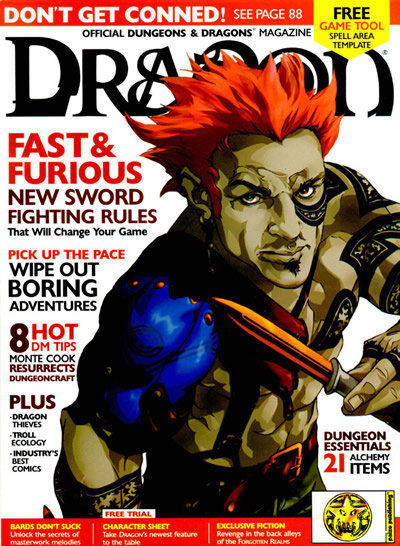 DON'T GET CONNED! SEE PAGE 88
FREE
GAME TOOL
SPELL AREA
TEMPLATE
OFFICIAL DUNGEONS & DRAGONS® MAGAZINE
DRAGON®
FAST &
FURIOUS
NEW SWORD
FIGHTING RULES
That Will Change Your Game
PICK UP THE PACE
WIPE OUT
BORING
ADVENTURES
8 HOT
DM TIPS
MONTE COOK
RESURRECTS
DUNGEONCRAFT
PLUS
·DRAGON
THIEVES
·TROLL
ECOLOGY
·INDUSTRY'S
BEST
COMICS
DUNGEON
ESSENTIALS
21 ALCHEMY
ITEMS
FREE TRIAL
BARDS DON'T SUCK
Unlock the secrets of
masterwork melodies
CHARACTER SHEET
Take DRAGON's newest feature
to the table
EXCLUSIVE FICTION
Revenge in the back alleys
of the FORGOTTEN REALMS
paizo publishing